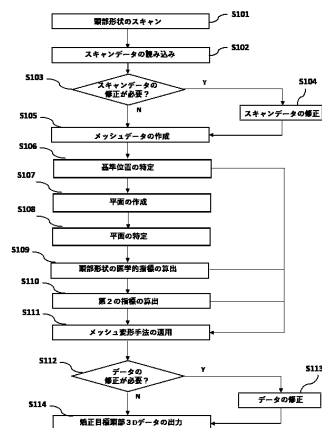 頭部形状のスキャン
S101
スキャンデータの読み込み
S102
S103
スキャンデータの
修正が必要？
Y
S104
N
スキャンデータの修正
S105
メッシュデータの作成
S106
基準位置の特定
S107
平面の作成
S108
平面の特定
S109
頭部形状の医学的指標の算出
S110
第２の指標の算出
S111
メッシュ変形手法の適用
S112
データの
修正が必要？
Y
S113
N
データの修正
S114
矯正目標頭部３Dデータの出力